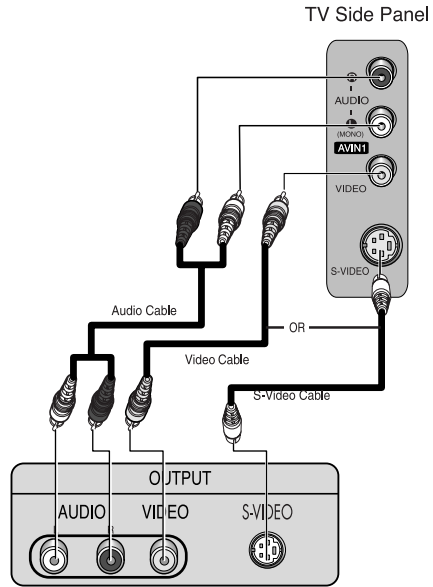 TV Side Panel
R
AUDIO
L
(MONO)
AVIN1
VIDEO
S-VIDEO
Audio Cable
OR
Video Cable
S-Video Cable
OUTPUT
AUDIO
VIDEO
S-VIDEO
L
R